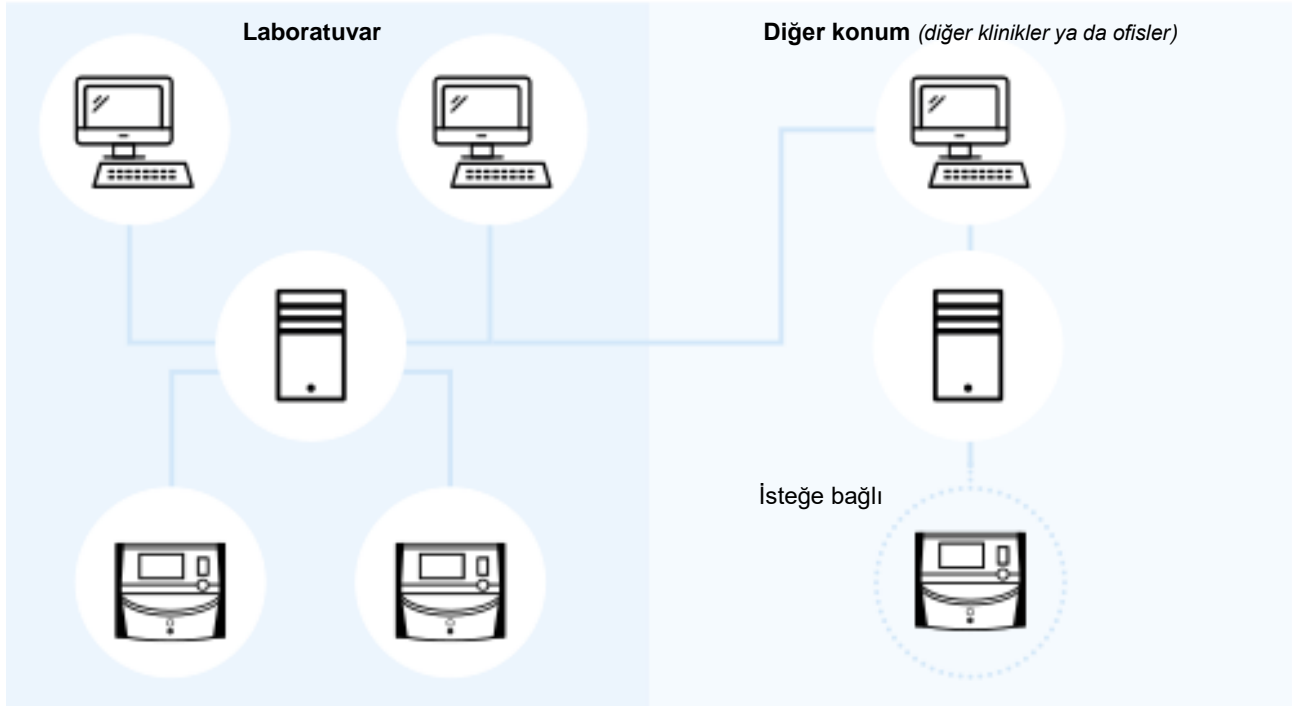 Laboratuvar
Diğer konum (diğer klinikler ya da ofisler)
İsteğe bağlı